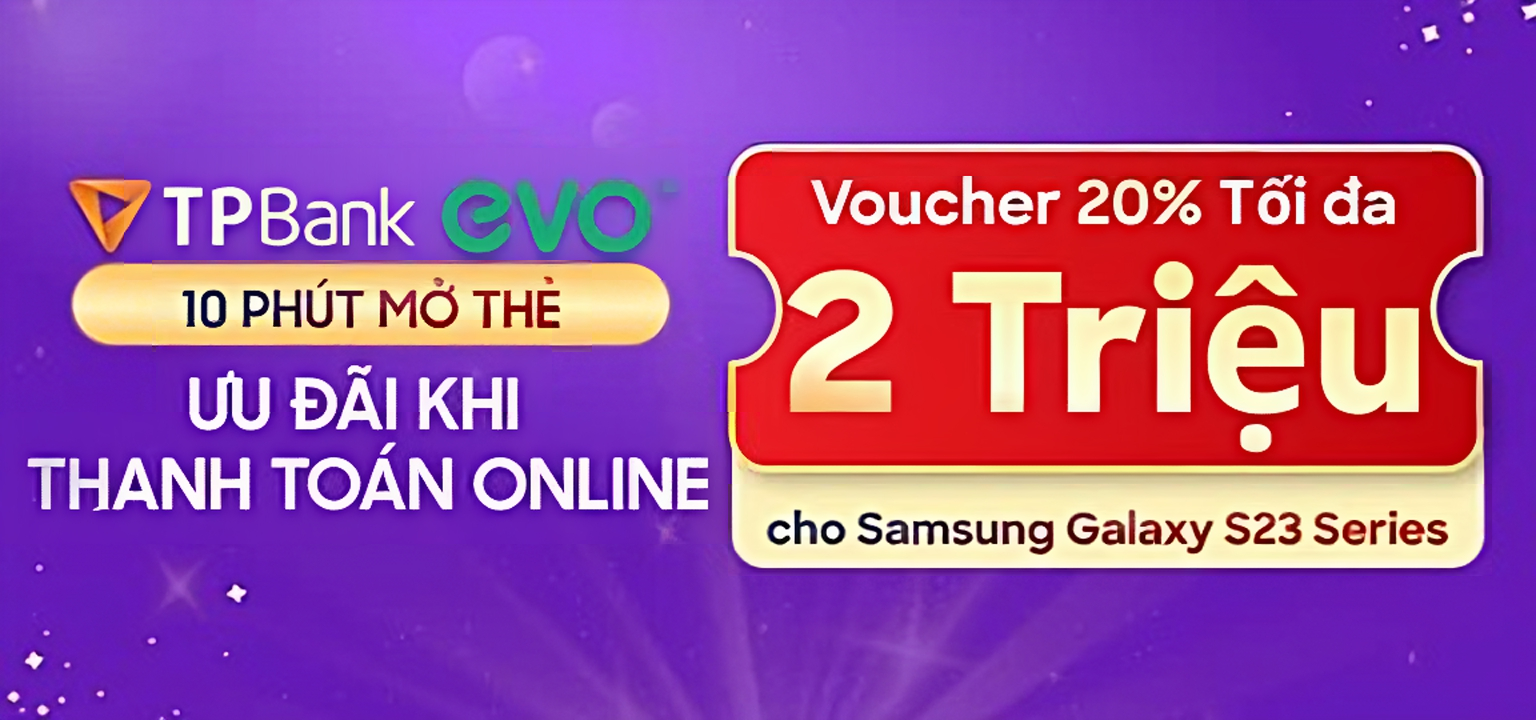 TPBank evo
10 PHÚT MỞ THẺ
ƯU ĐÃI KHI
THANH TOÁN ONLINE
Voucher 20% Tối đa
2 Triệu
cho Samsung Galaxy S23 Series